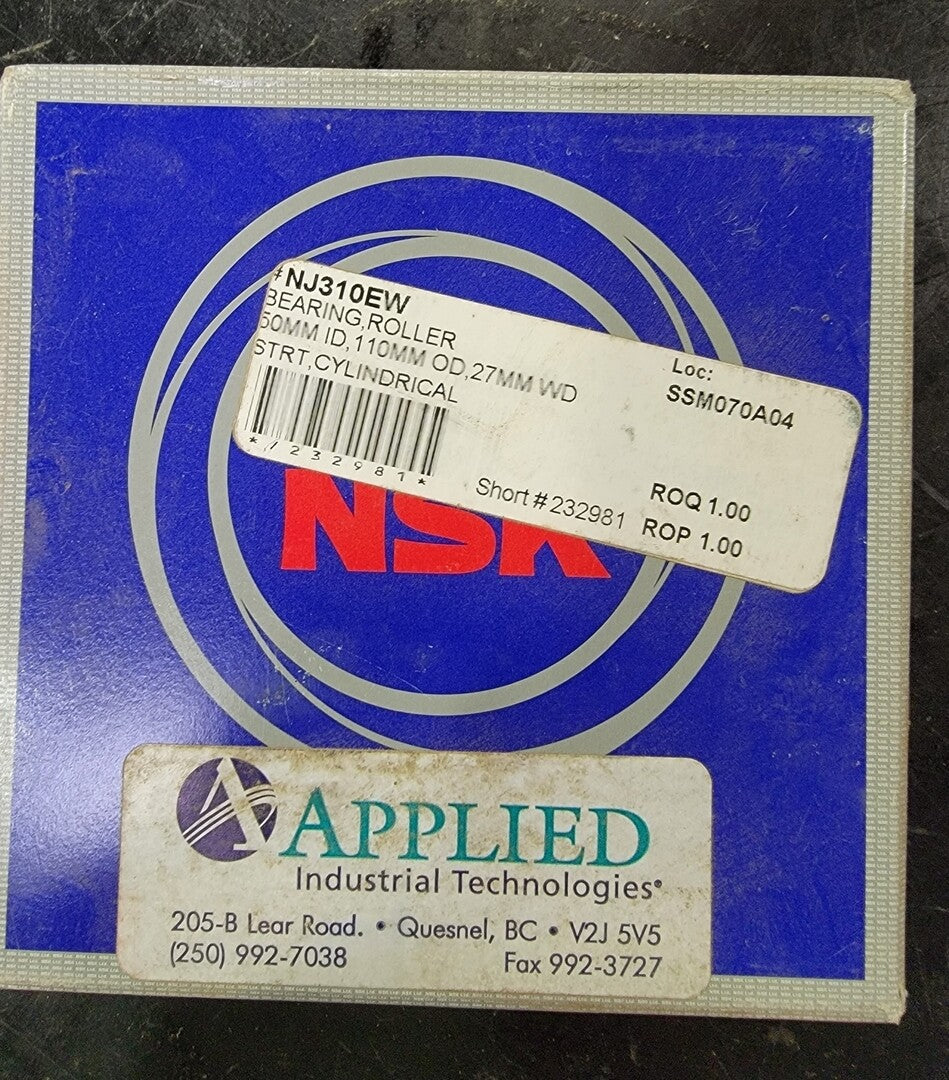 #NJ310EW
BEARING,ROLLER
50MM ID,110MM OD,27MM WD
STRT,CYLINDRICAL
*/232981*
Loc:
SSM070A04
Short # 232981
ROQ 1.00
ROP 1.00
NSK
APPLIED
Industrial Technologies®
205-B Lear Road. • Quesnel, BC • V2J 5V5
(250) 992-7038
Fax 992-3727